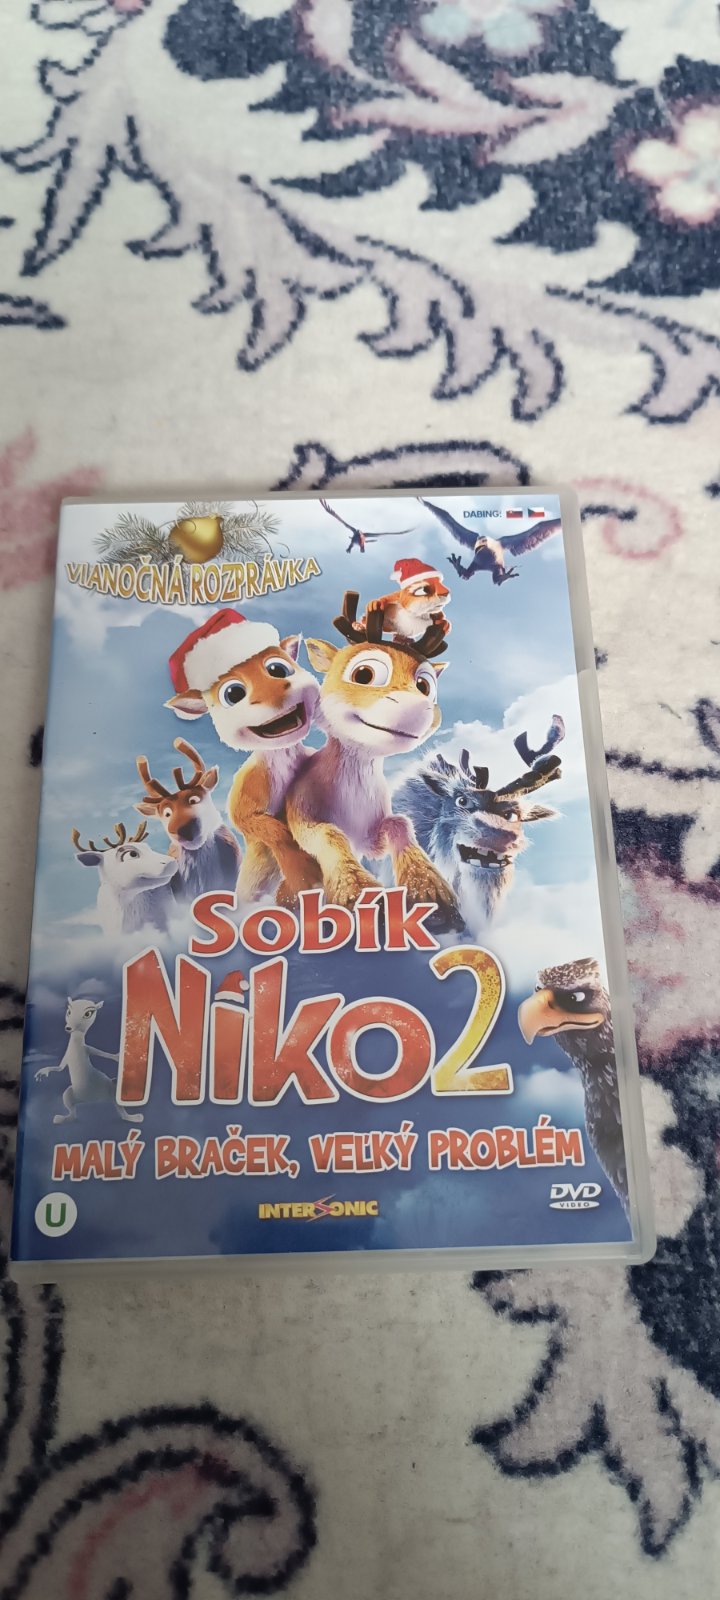 DABING:
VIANOČNÁ ROZPRÁVKA
Sobík
Niko 2
MALÝ BRAČEK, VEĽKÝ PROBLÉM
U
INTERSONIC
DVD
VIDEO